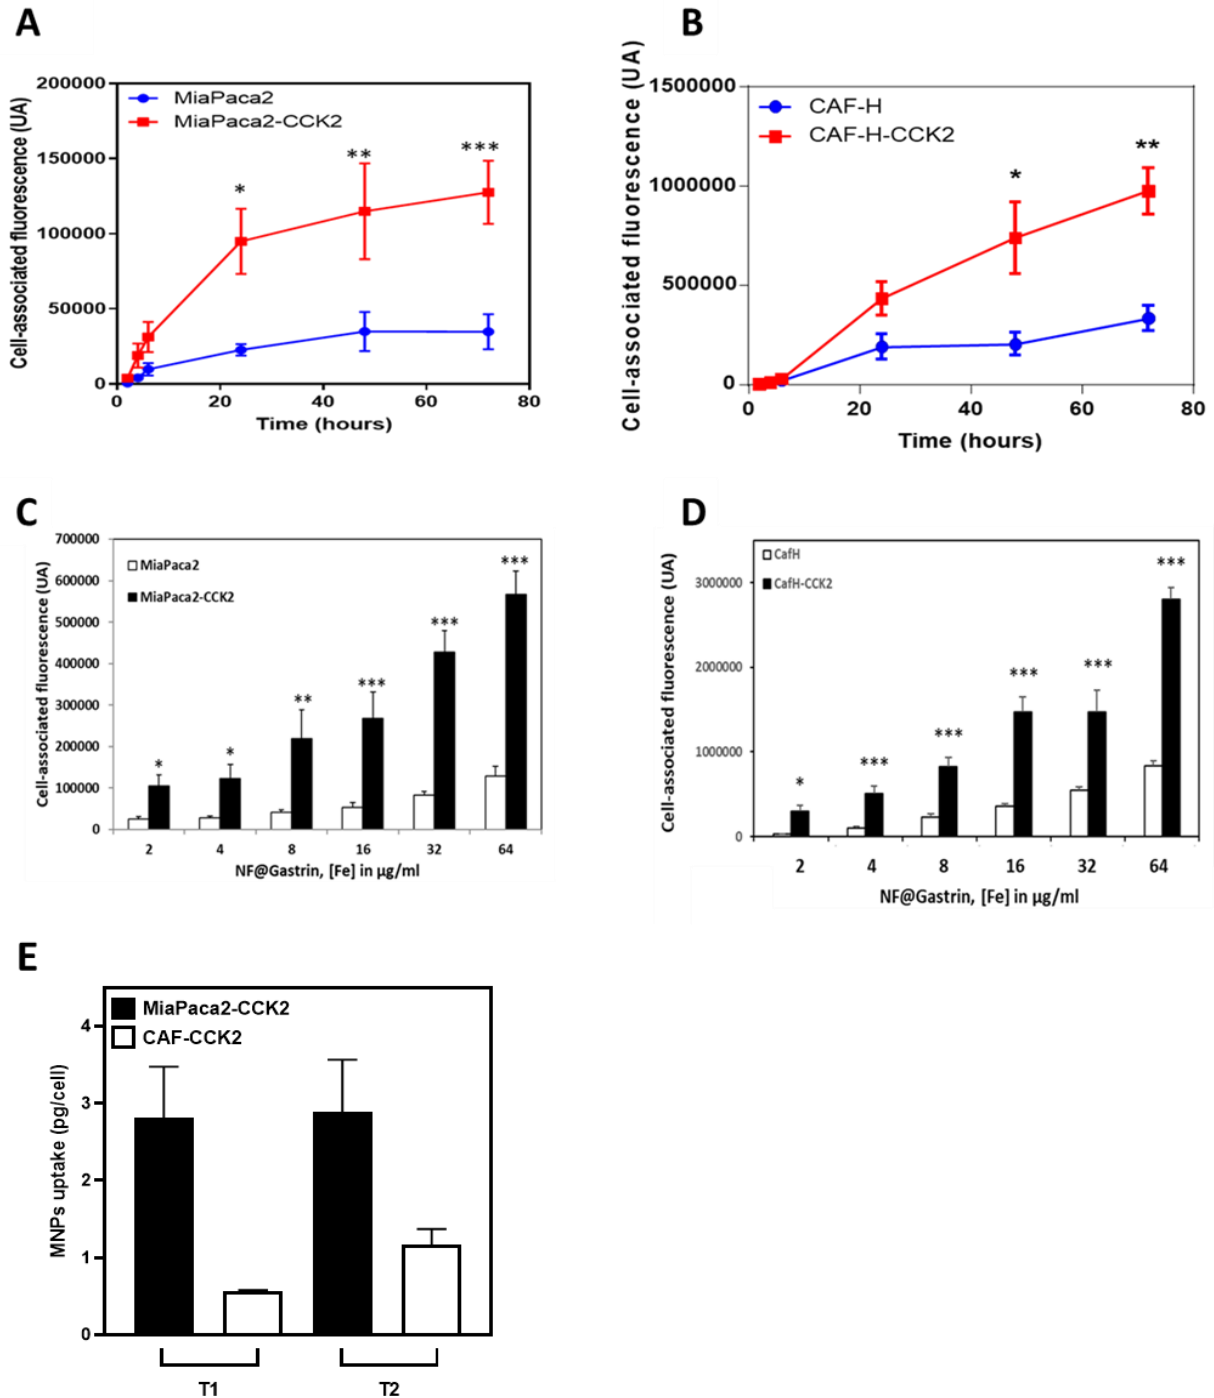 A
Cell-associated fluorescence (UA)
200000
150000
100000
50000
0
MiaPaca2
MiaPaca2-CCK2
*
**
***
0 20 40 60 80
Time (hours)
B
Cell-associated fluorescence (UA)
1500000
1000000
500000
0
CAF-H
CAF-H-CCK2
*
**
0 20 40 60 80
Time (hours)
C
Cell-associated fluorescence (UA)
700000
600000
500000
400000
300000
200000
100000
0
MiaPaca2
MiaPaca2-CCK2
*
*
**
***
***
***
2 4 8 16 32 64
NF@Gastrin, [Fe] in µg/ml
D
Cell-associated fluorescence (UA)
3000000
2000000
1000000
0
CafH
CafH-CCK2
*
***
***
***
***
***
2 4 8 16 32 64
NF@Gastrin, [Fe] in µg/ml
E
MNPs uptake (pg/cell)
4
3
2
1
0
MiaPaca2-CCK2
CAF-CCK2
T1 T2